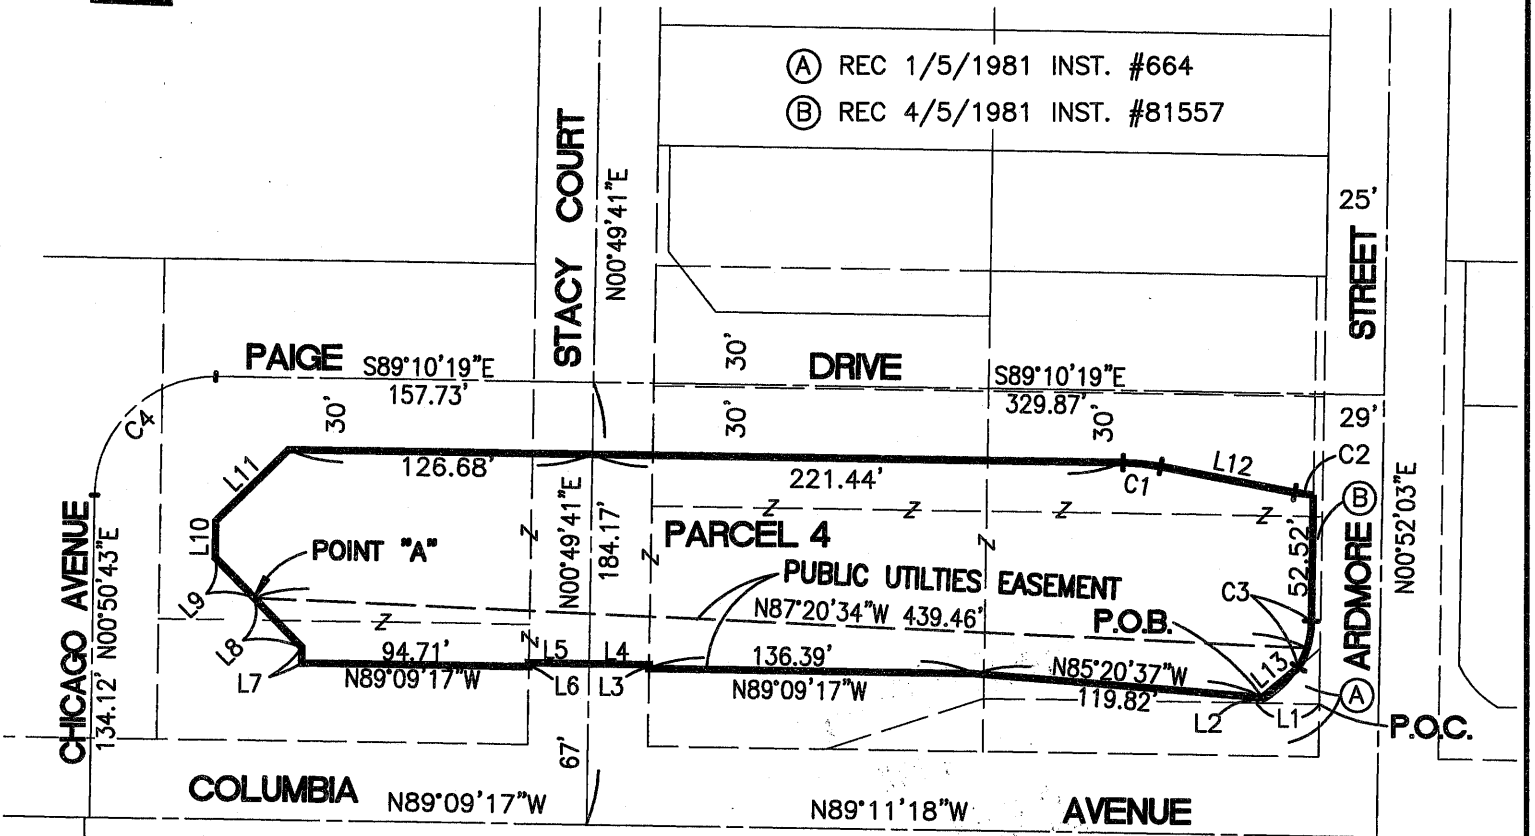 Ⓐ REC 1/5/1981 INST. #664
Ⓑ REC 4/5/1981 INST. #81557
STACY COURT
N00°49'41"E
25'
STREET
PAIGE
S89°10'19"E
157.73'
30'
DRIVE
S89°10'19"E
329.87'
C4
30'
30'
30'
29'
L11
126.68'
221.44'
C1
L12
C2
Ⓑ
CHICAGO AVENUE
134.12' N00°50'43"E
L10
POINT "A"
N00°49'41"E
184.17'
Z
Z
Z
Z
Z
Z
Z
PARCEL 4
PUBLIC UTILTIES EASEMENT
N87°20'34"W 439.46'
52.52'
C3
ARDMORE
N00°52'03"E
L9
L8
L7
Z
Z
94.71'
N89°09'17"W
L5
L4
L6
L3
136.39'
N89°09'17"W
P.O.B.
N85°20'37"W
119.82'
L13
L2
L1
Ⓐ
P.O.C.
67'
COLUMBIA
N89°09'17"W
N89°11'18"W
AVENUE